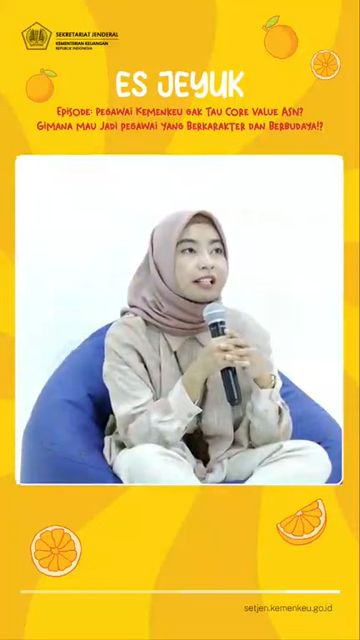 SEKRETARIAT JENDERAL
KEMENTERIAN KEUANGAN
REPUBLIK INDONESIA
ES JEYUK
EPISODE: PEGAWAI KEMENKEU GAK TAU CORE VALUE ASN?
GIMANA MAU JADI PEGAWAI YANG BERKARAKTER DAN BERBUDAYA!?
setjen.kemenkeu.go.id